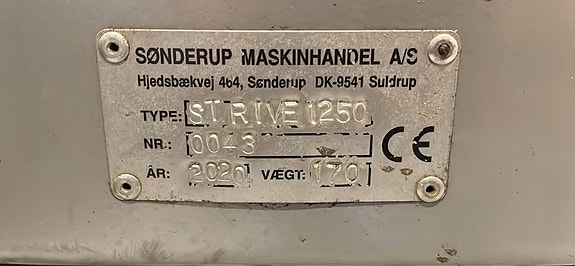 SØNDERUP MASKINHANDEL A/S
Hjedsbækvej 464, Sønderup DK-9541 Suldrup
TYPE: STRIVE 1250
NR.: 0043 CE
ÅR: 2020 VÆGT: 170